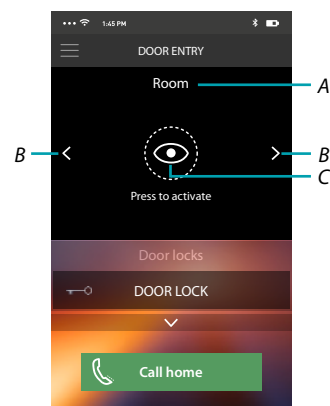 1:45 PM
DOOR ENTRY
Room
A
B
B
C
Press to activate
Door locks
DOOR LOCK
Call home